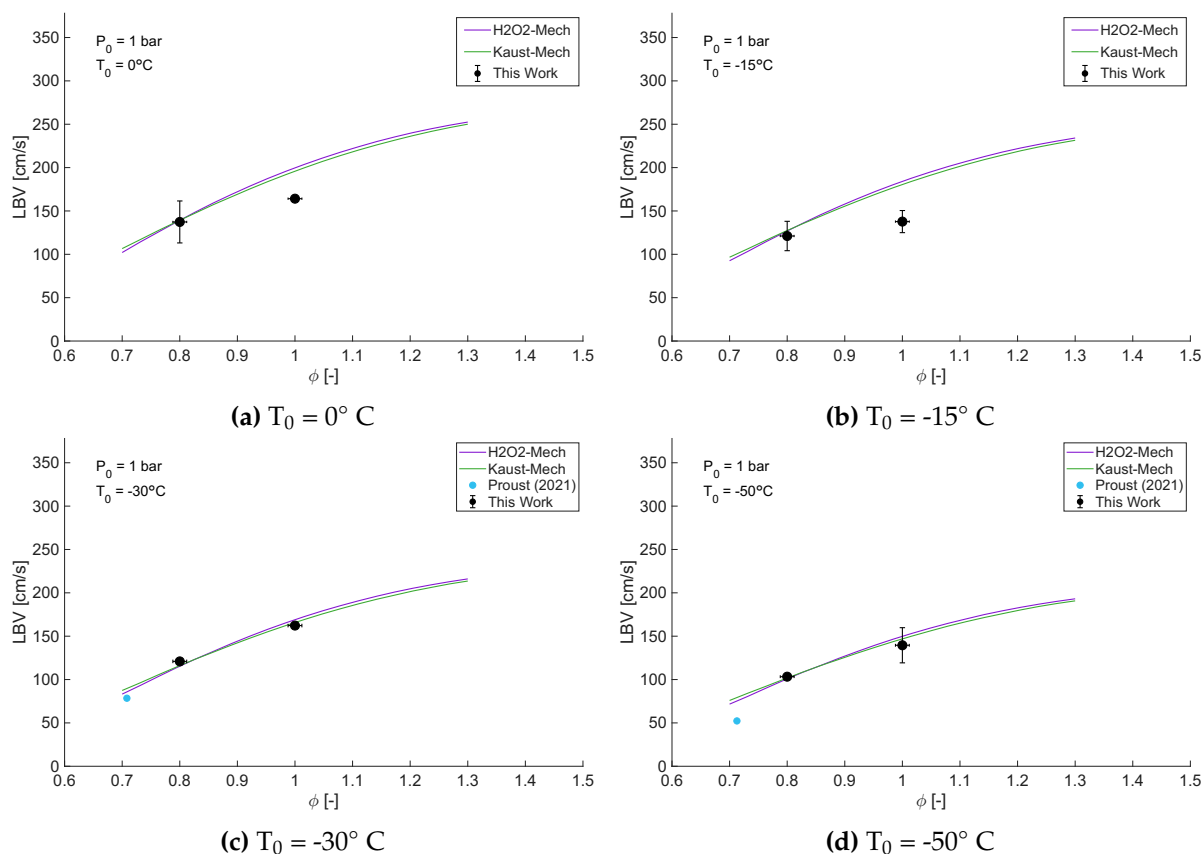 350
300
250
200
150
100
50
0
LBV [cm/s]
P0 = 1 bar
T0 = 0ºC
H2O2-Mech
Kaust-Mech
This Work
0.6 0.7 0.8 0.9 1 1.1 1.2 1.3 1.4 1.5
ϕ [-]
(a) T0 = 0° C
350
300
250
200
150
100
50
0
LBV [cm/s]
P0 = 1 bar
T0 = -15ºC
H2O2-Mech
Kaust-Mech
This Work
0.6 0.7 0.8 0.9 1 1.1 1.2 1.3 1.4 1.5
ϕ [-]
(b) T0 = -15° C
350
300
250
200
150
100
50
0
LBV [cm/s]
P0 = 1 bar
T0 = -30ºC
H2O2-Mech
Kaust-Mech
Proust (2021)
This Work
0.6 0.7 0.8 0.9 1 1.1 1.2 1.3 1.4 1.5
ϕ [-]
(c) T0 = -30° C
350
300
250
200
150
100
50
0
LBV [cm/s]
P0 = 1 bar
T0 = -50ºC
H2O2-Mech
Kaust-Mech
Proust (2021)
This Work
0.6 0.7 0.8 0.9 1 1.1 1.2 1.3 1.4 1.5
ϕ [-]
(d) T0 = -50° C